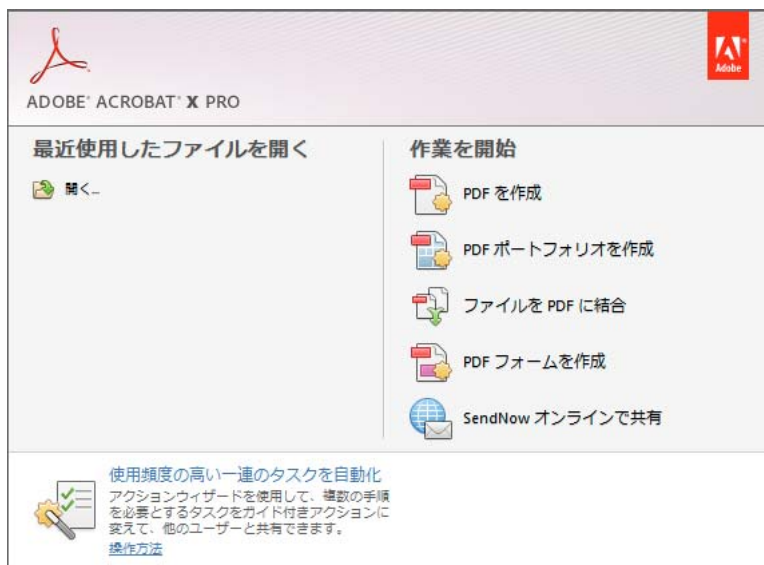 ADOBE® ACROBAT® X PRO
Adobe
最近使用したファイルを開く
開く...
作業を開始
PDF を作成
PDF ポートフォリオを作成
ファイルを PDF に結合
PDF フォームを作成
SendNow オンラインで共有
使用頻度の高い一連のタスクを自動化
アクションウィザードを使用して、複数の手順
を必要とするタスクをガイド付きアクションに
変えて、他のユーザーと共有できます。
操作方法